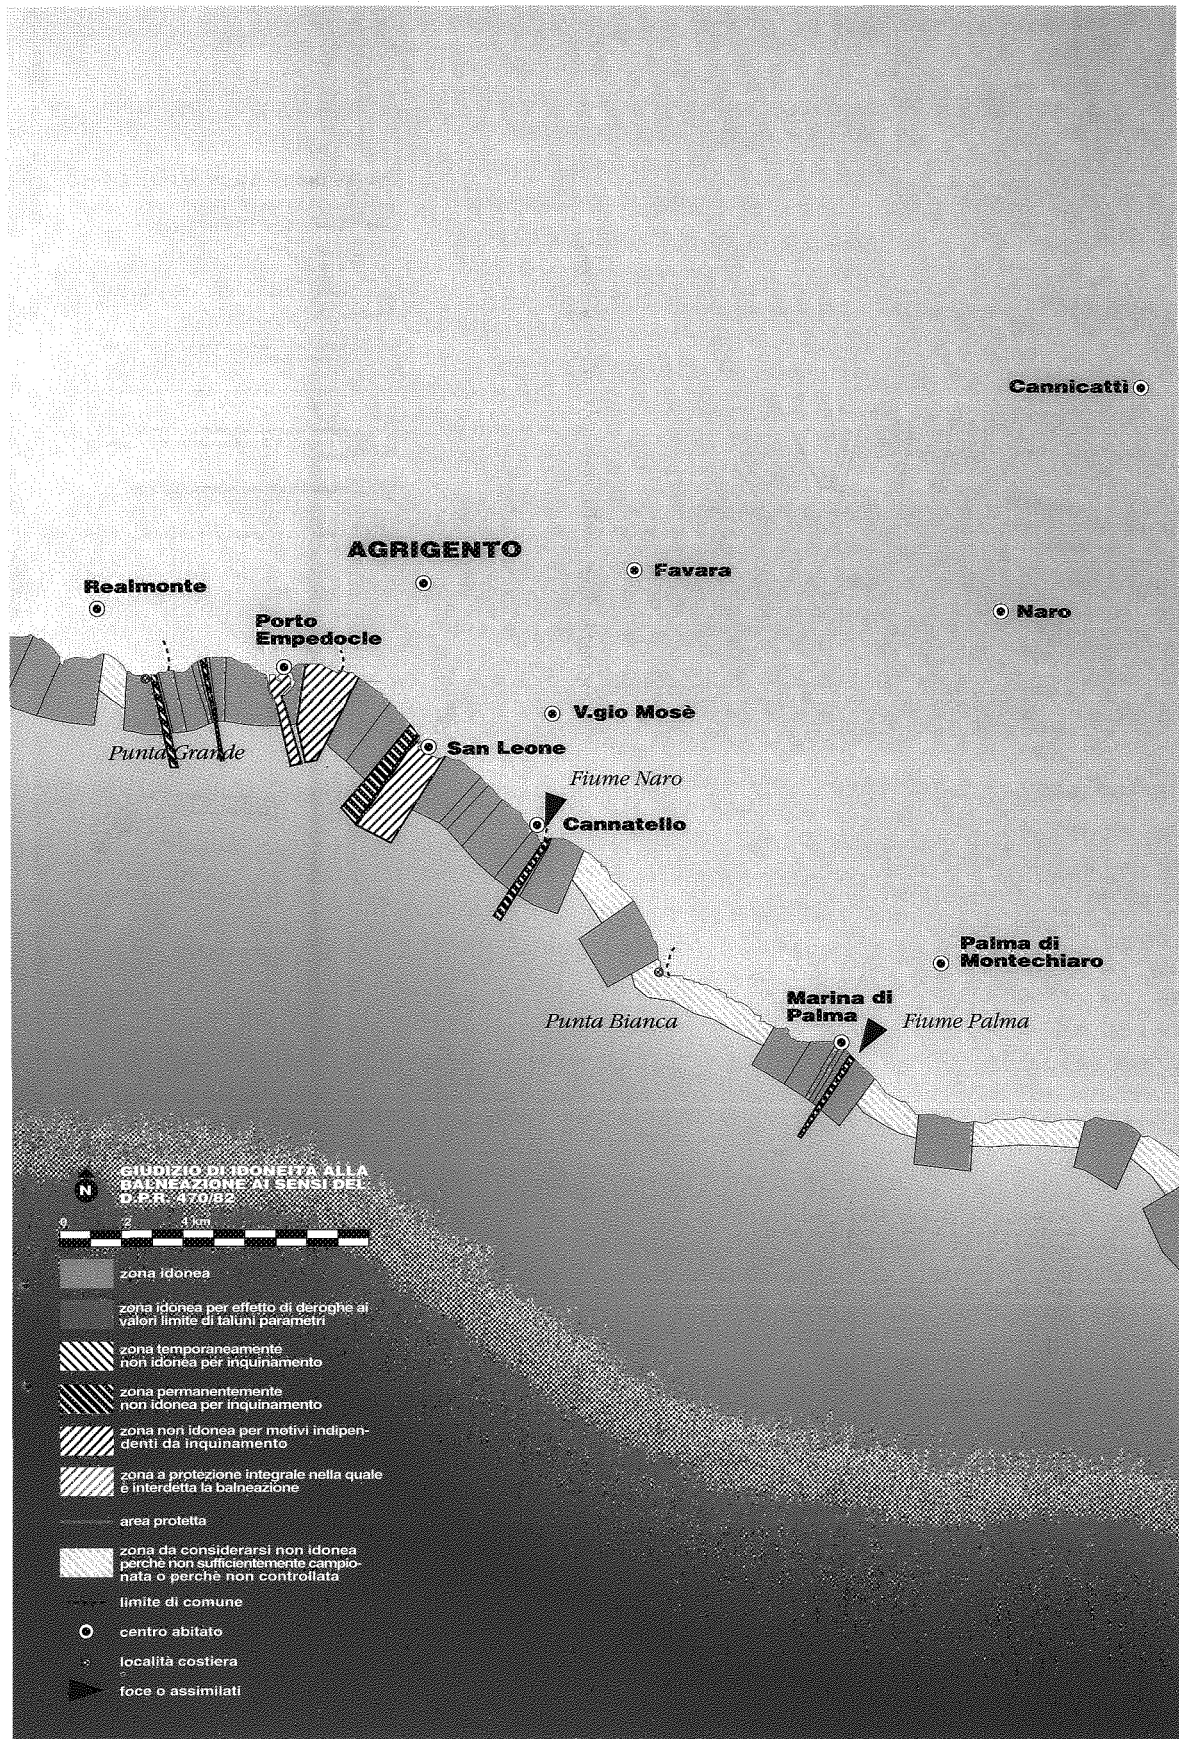 Cannicattì
AGRIGENTO
Favara
Realmonte
Naro
Porto
Empedocle
V.gio Mosè
Punta Grande
San Leone
Fiume Naro
Cannatello
Palma di
Montechiaro
Marina di
Palma
Punta Bianca
Fiume Palma
N
GIUDIZIO DI IDONEITÀ ALLA
BALNEAZIONE AI SENSI DEL
D.P.R. 470/82
0 2 4 km
zona idonea
zona idonea per effetto di deroghe ai
valori limite di taluni parametri
zona temporaneamente
non idonea per inquinamento
zona permanentemente
non idonea per inquinamento
zona non idonea per motivi indipen-
denti da inquinamento
zona a protezione integrale nella quale
è interdetta la balneazione
area protetta
zona da considerarsi non idonea
perchè non sufficientemente campio-
nata o perchè non controllata
limite di comune
centro abitato
località costiera
foce o assimilati